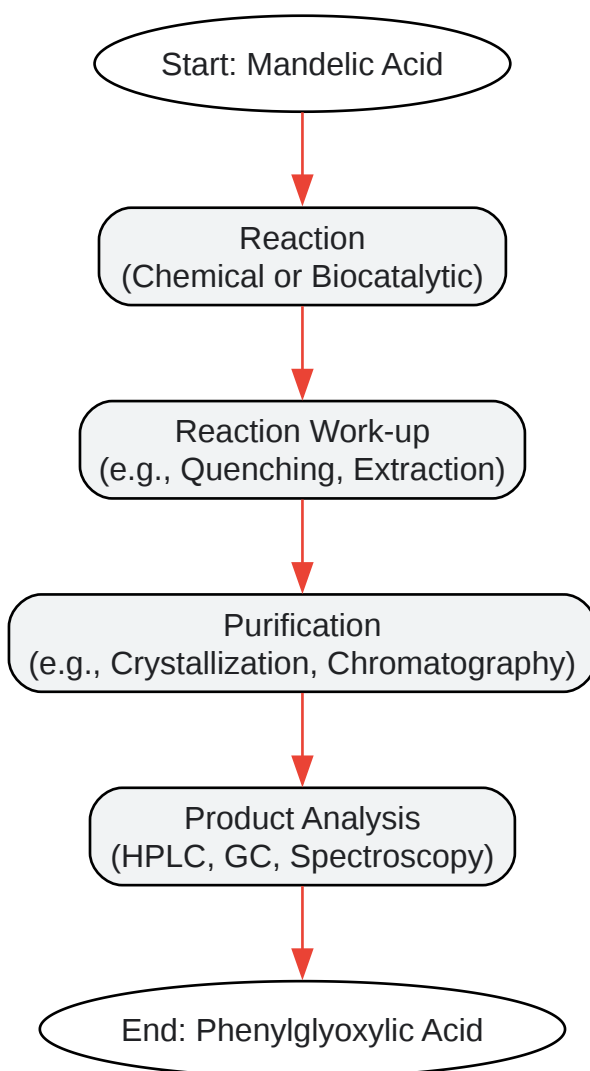 Start: Mandelic Acid
Reaction
(Chemical or Biocatalytic)
Reaction Work-up
(e.g., Quenching, Extraction)
Purification
(e.g., Crystallization, Chromatography)
Product Analysis
(HPLC, GC, Spectroscopy)
End: Phenylglyoxylic Acid